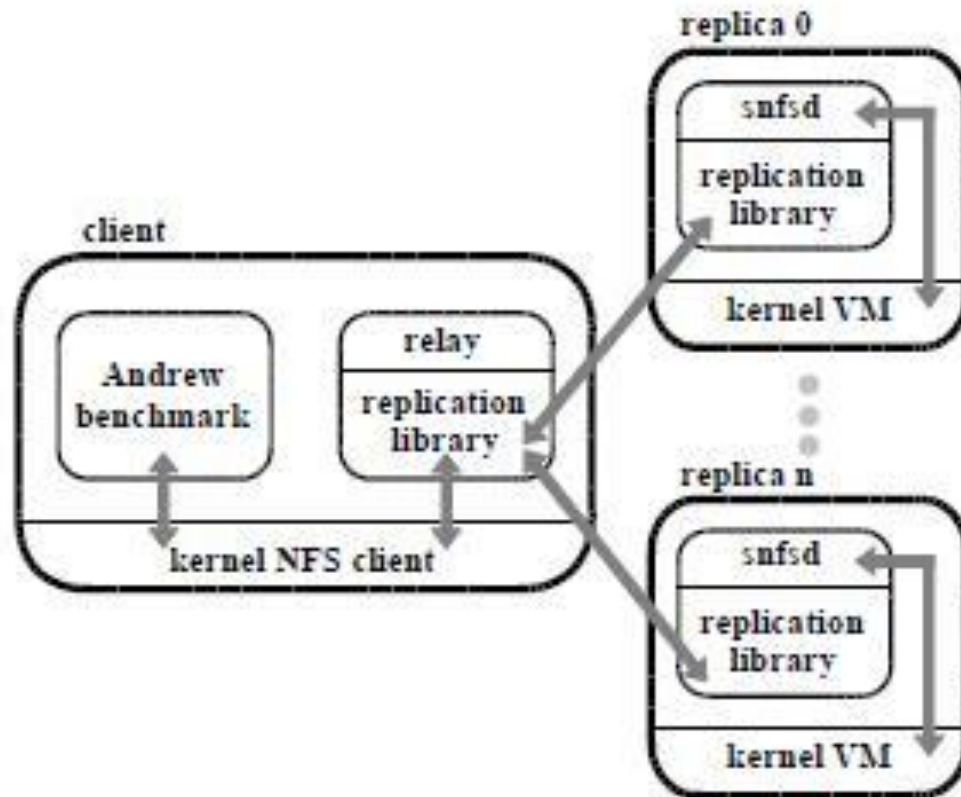 replica 0
snfsd
replication
library
kernel VM
client
Andrew
benchmark
relay
replication
library
kernel NFS client
replica n
snfsd
replication
library
kernel VM